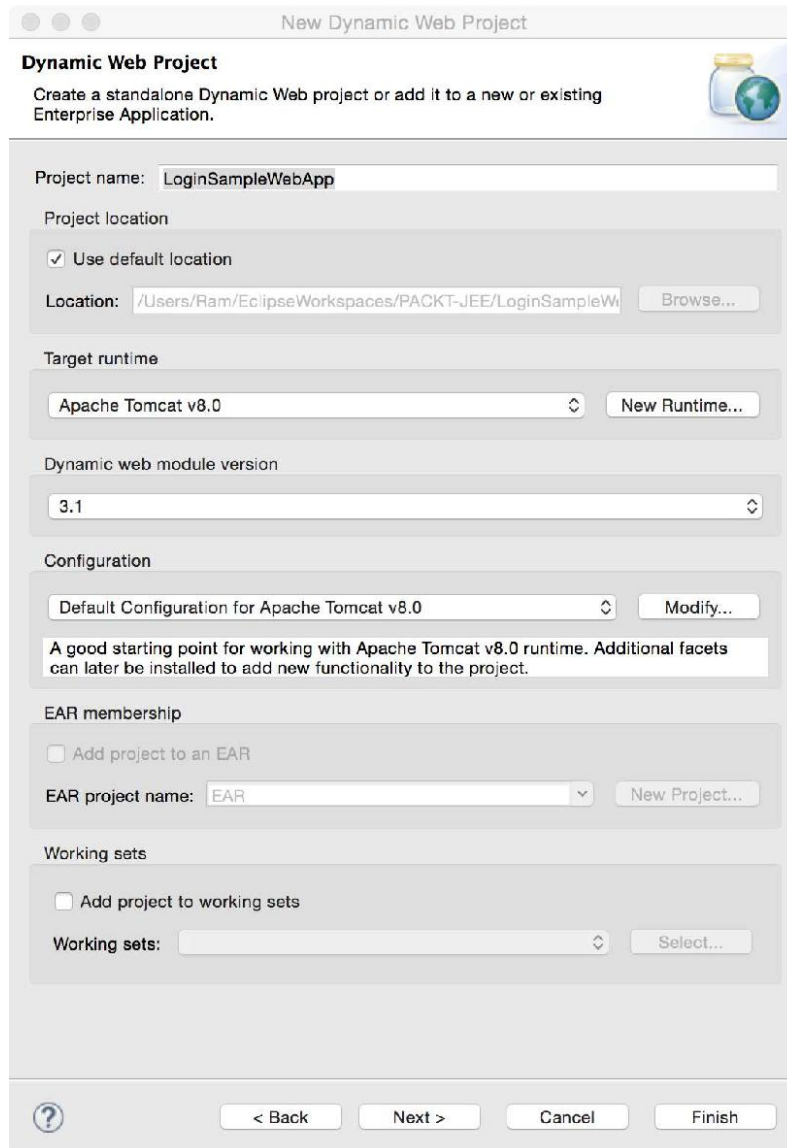 New Dynamic Web Project
Dynamic Web Project
Create a standalone Dynamic Web project or add it to a new or existing
Enterprise Application.
Project name: LoginSampleWebApp
Project location
Use default location
Location: /Users/Ram/EclipseWorkspaces/PACKT-JEE/LoginSampleW Browse...
Target runtime
Apache Tomcat v8.0 New Runtime...
Dynamic web module version
3.1
Configuration
Default Configuration for Apache Tomcat v8.0 Modify...
A good starting point for working with Apache Tomcat v8.0 runtime. Additional facets
can later be installed to add new functionality to the project.
EAR membership
Add project to an EAR
EAR project name: EAR New Project...
Working sets
Add project to working sets
Working sets: Select...
? < Back Next > Cancel Finish